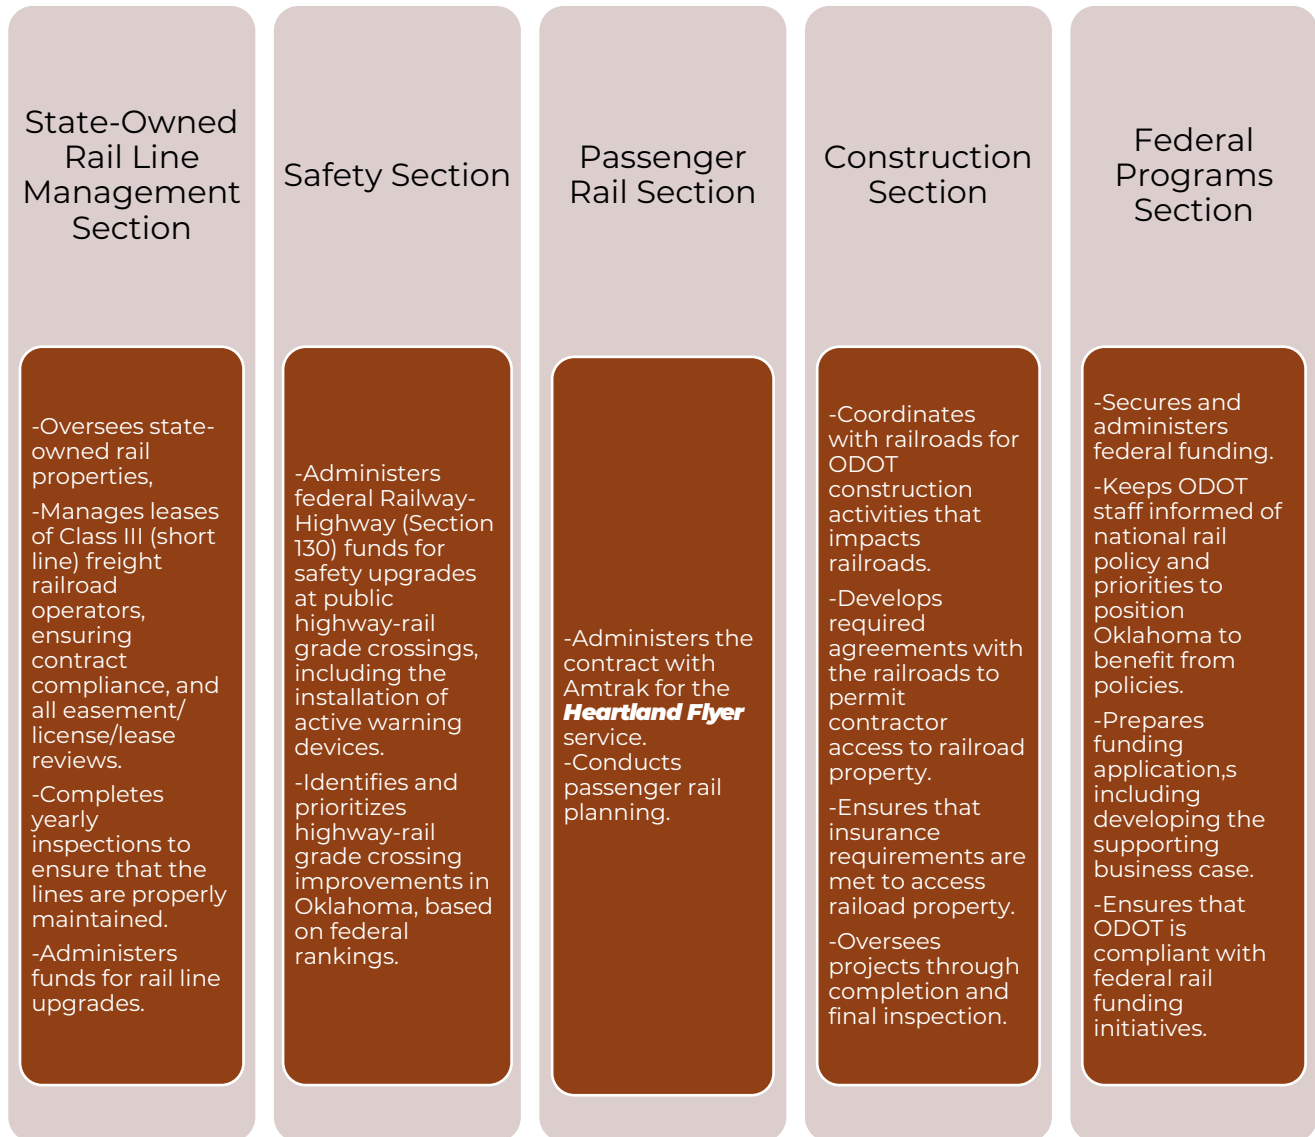 State-Owned
Rail Line
Management
Section
-Oversees state-
owned rail
properties,
-Manages leases
of Class III (short
line) freight
railroad
operators,
ensuring
contract
compliance, and
all easement/
license/lease
reviews.
-Completes
yearly
inspections to
ensure that the
lines are properly
maintained.
-Administers
funds for rail line
upgrades.
Safety Section
-Administers
federal Railway-
Highway (Section
130) funds for
safety upgrades
at public
highway-rail
grade crossings,
including the
installation of
active warning
devices.
-Identifies and
prioritizes
highway-rail
grade crossing
improvements in
Oklahoma, based
on federal
rankings.
Passenger
Rail Section
-Administers the
contract with
Amtrak for the
Heartland Flyer
service.
-Conducts
passenger rail
planning.
Construction
Section
-Coordinates
with railroads for
ODOT
construction
activities that
impacts
railroads.
-Develops
required
agreements with
the railroads to
permit
contractor
access to railroad
property.
-Ensures that
insurance
requirements are
met to access
raiload property.
-Oversees
projects through
completion and
final inspection.
Federal
Programs
Section
-Secures and
administers
federal funding.
-Keeps ODOT
staff informed of
national rail
policy and
priorities to
position
Oklahoma to
benefit from
policies.
-Prepares
funding
application,s
including
developing the
supporting
business case.
-Ensures that
ODOT is
compliant with
federal rail
funding
initiatives.